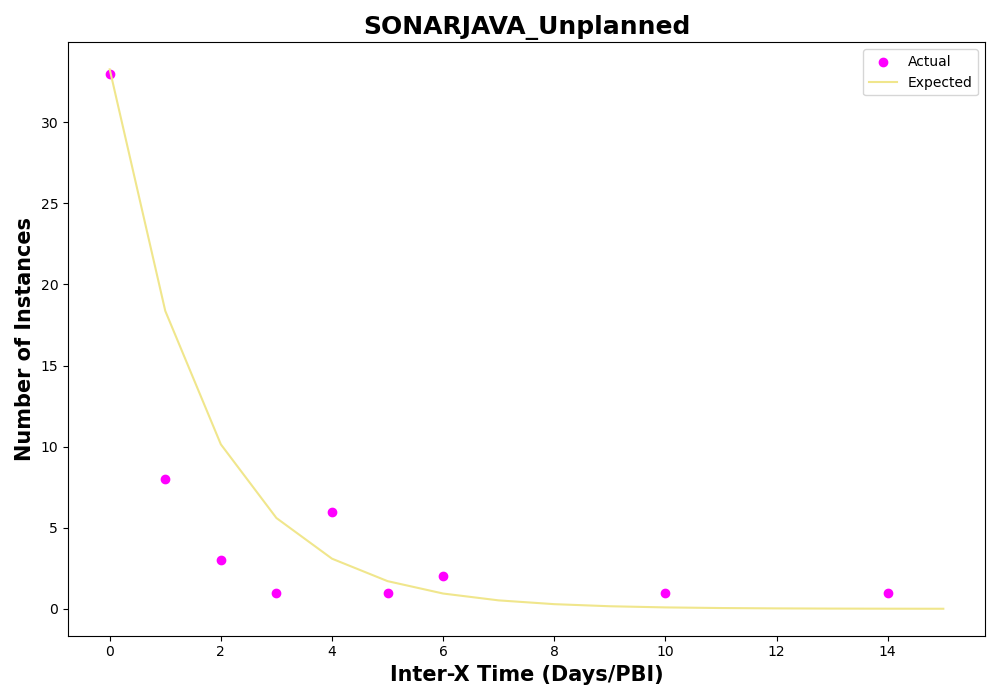 SONARJAVA_Unplanned
Actual
Expected
Number of Instances
30
25
20
15
10
5
0
0 2 4 6 8 10 12 14
Inter-X Time (Days/PBI)